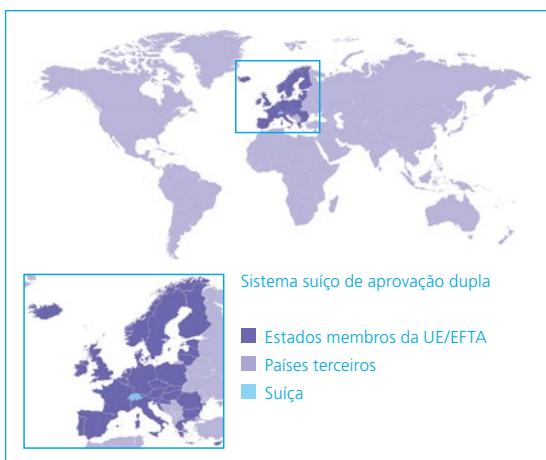 Sistema suíço de aprovação dupla
Estados membros da UE/EFTA
Países terceiros
Suíça